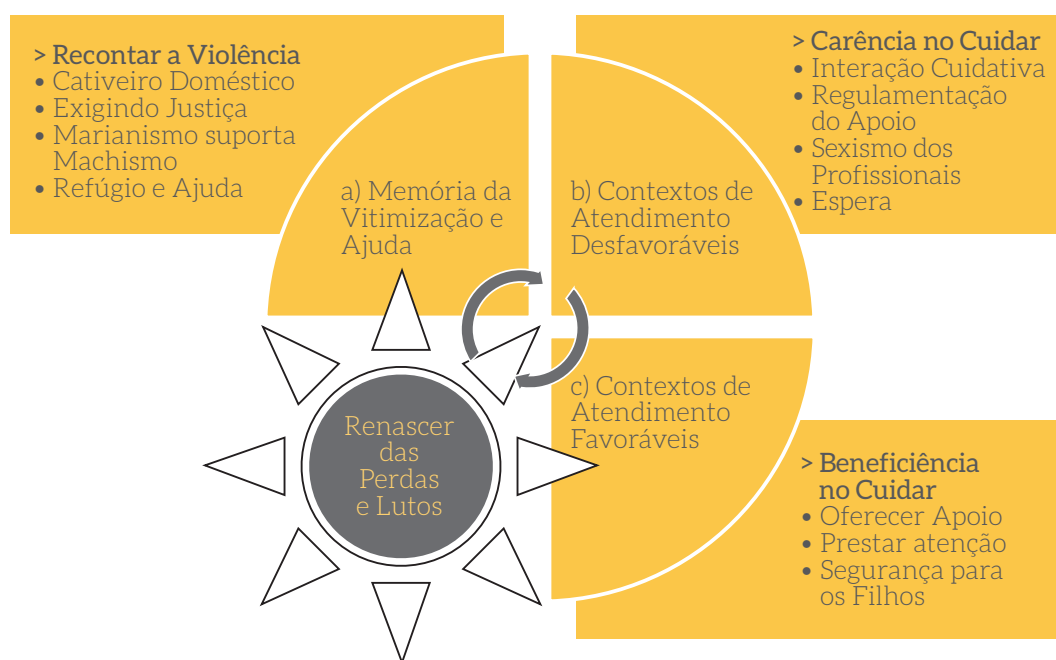 > Recontar a Violência
• Cativeiro Doméstico
• Exigindo Justiça
• Marianismo suporta
Machismo
• Refúgio e Ajuda
a) Memória da
Vitimização e
Ajuda
> Carência no Cuidar
• Interação Cuidativa
• Regulamentação
do Apoio
• Sexismo dos
Profissionais
• Espera
b) Contextos de
Atendimento
Desfavoráveis
c) Contextos de
Atendimento
Favoráveis
Renascer
das
Perdas
e Lutos
> Beneficiência
no Cuidar
• Oferecer Apoio
• Prestar atenção
• Segurança para
os Filhos